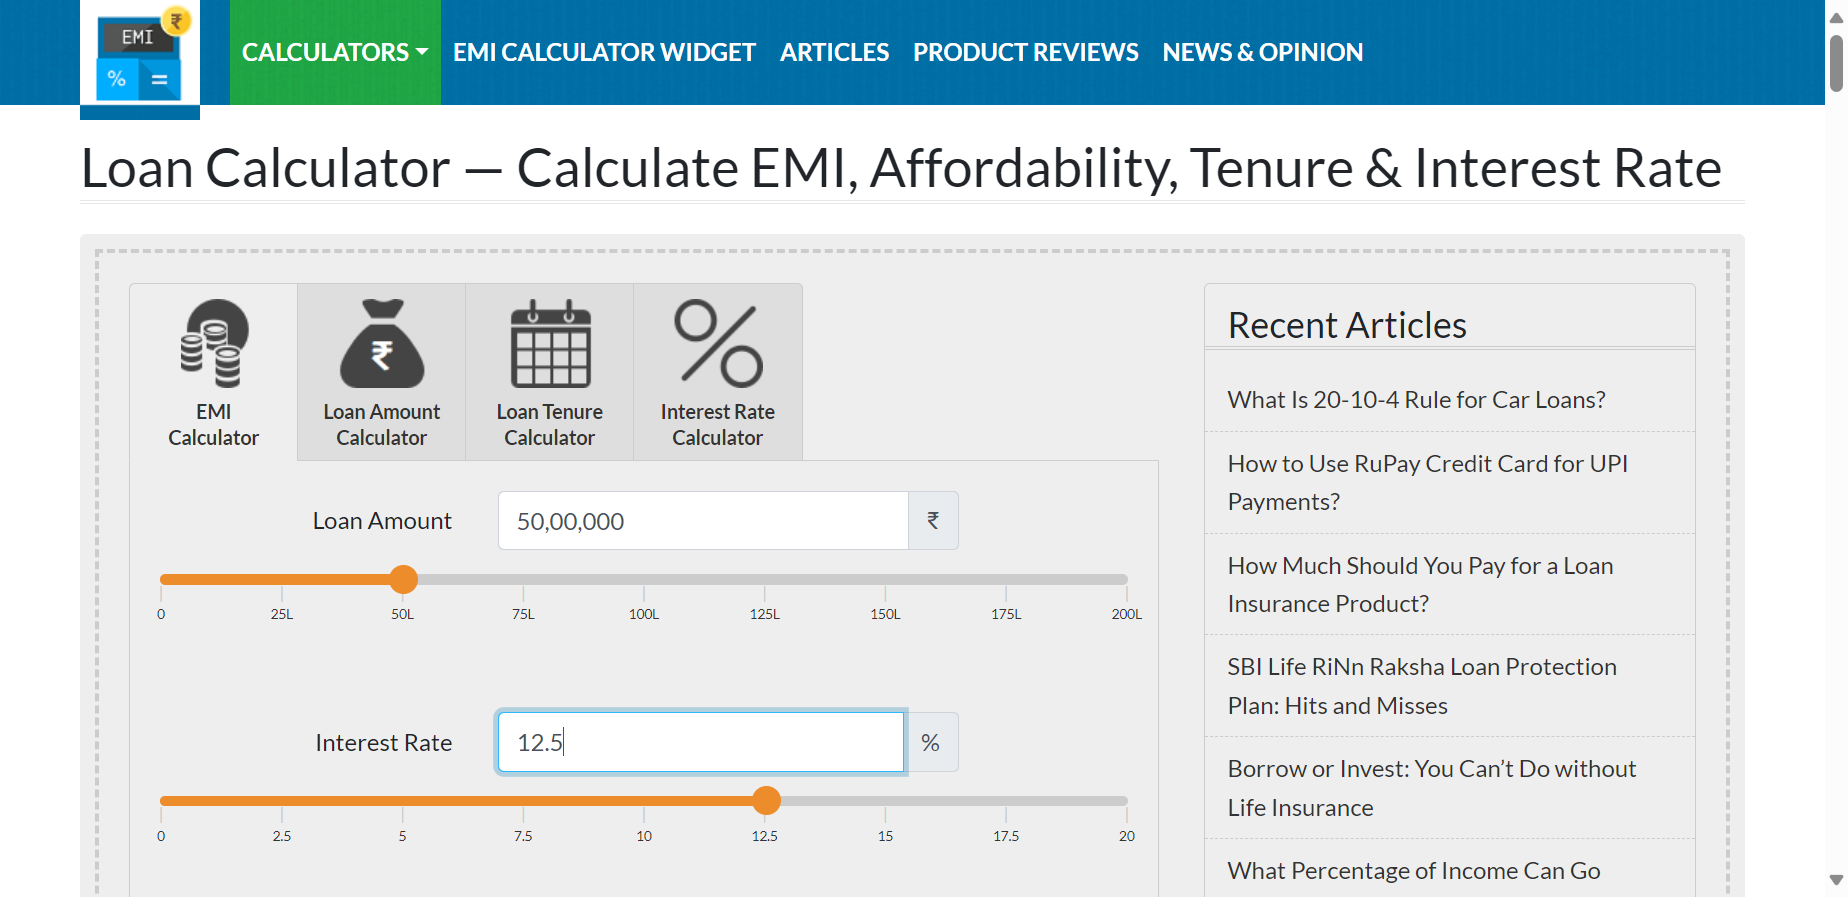 EMI
₹
%
=
CALCULATORS
EMI CALCULATOR WIDGET
ARTICLES
PRODUCT REVIEWS
NEWS & OPINION
Loan Calculator — Calculate EMI, Affordability, Tenure & Interest Rate
EMI
Calculator
₹
Loan Amount
Calculator
Loan Tenure
Calculator
Interest Rate
Calculator
Loan Amount
50,00,000
₹
0 25L 50L 75L 100L 125L 150L 175L 200L
Interest Rate
12.5
%
0 2.5 5 7.5 10 12.5 15 17.5 20
Recent Articles
What Is 20-10-4 Rule for Car Loans?
How to Use RuPay Credit Card for UPI
Payments?
How Much Should You Pay for a Loan
Insurance Product?
SBI Life RiNn Raksha Loan Protection
Plan: Hits and Misses
Borrow or Invest: You Can’t Do without
Life Insurance
What Percentage of Income Can Go